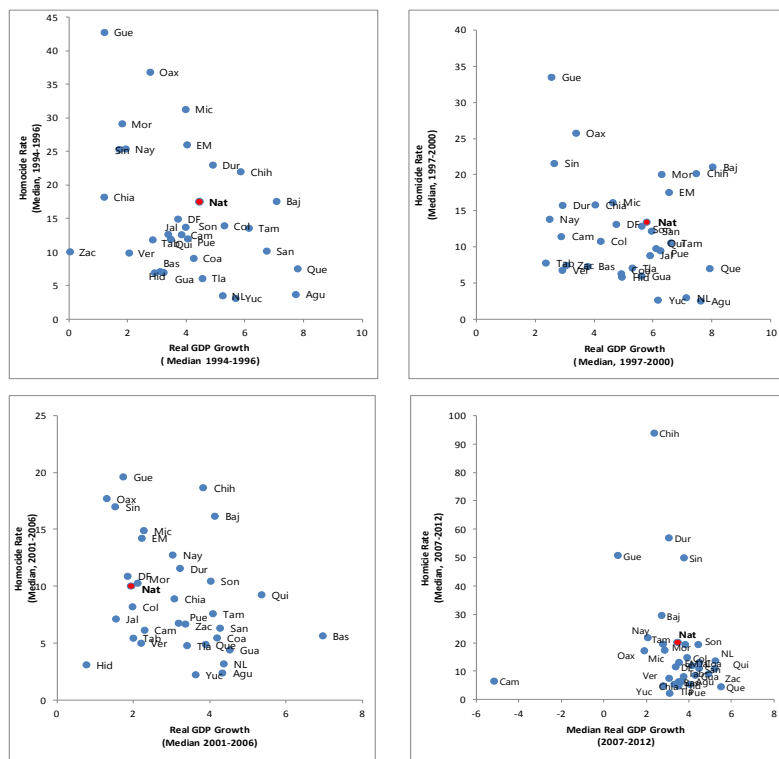 45
40
35
30
25
20
15
10
5
0
Homocide Rate
(Median, 1994-1996)
Gue
Oax
Mic
Mor
EM
Sin Nay
Dur
Chih
Chia
Nat
Baj
DF
Jal Son Col Tam
Cam
Tab Qui Pue
Zac
Ver
San
Bas
Coa
Hid
Gua
Tla
Que
NL Yuc
Agu
0 2 4 6 8 10
Real GDP Growth
( Median 1994-1996)
40
35
30
25
20
15
10
5
0
Homidde Rate
(Median, 1997-2000)
Gue
Oax
Sin
Mor Chih Baj
EM
Dur Chia Mic
Nay
DF Nat
Son
San
Cam
Col
Tam
Pue
Jal
Tab Zac Bas
Ver
Tla
Gua
Que
Yuc NL Agu
0 2 4 6 8 10
Real GDP Growth
(Median, 1997-2000)
25
20
15
10
5
0
Homocide Rate
(Median, 2001-2006)
Gue
Chih
Oax
Sin
Baj
Mic
EM
Nay
Dur
DF Mor
Son
Nat
Chia
Qui
Col
Jal
Tam
Pue
Cam
Zac
San
Tab
Coa
Bas
Ver
Tla Que
Gua
Hid
NL
Yuc Agu
0 2 4 6 8
Real GDP Growth
(Median 2001-2006)
100
90
80
70
60
50
40
30
20
10
0
Homicie Rate
(Median, 2007-2012)
Chih
Dur
Gue
Sin
Baj
Nay
Tam Nat
Son
Oax
Mor
Mic
Col
NL
Qui
San
Ver
Gua
Zac
Cam
Chia
Agu
Que
Yuc
Tla
Pue
-6 -4 -2 0 2 4 6 8
Median Real GDP Growth
(2007-2012)